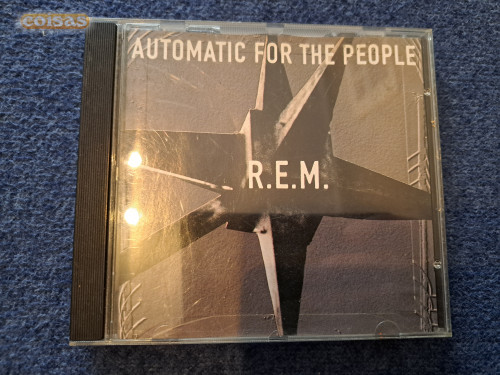 coisas
AUTOMATIC FOR THE PEOPLE
R.E.M.